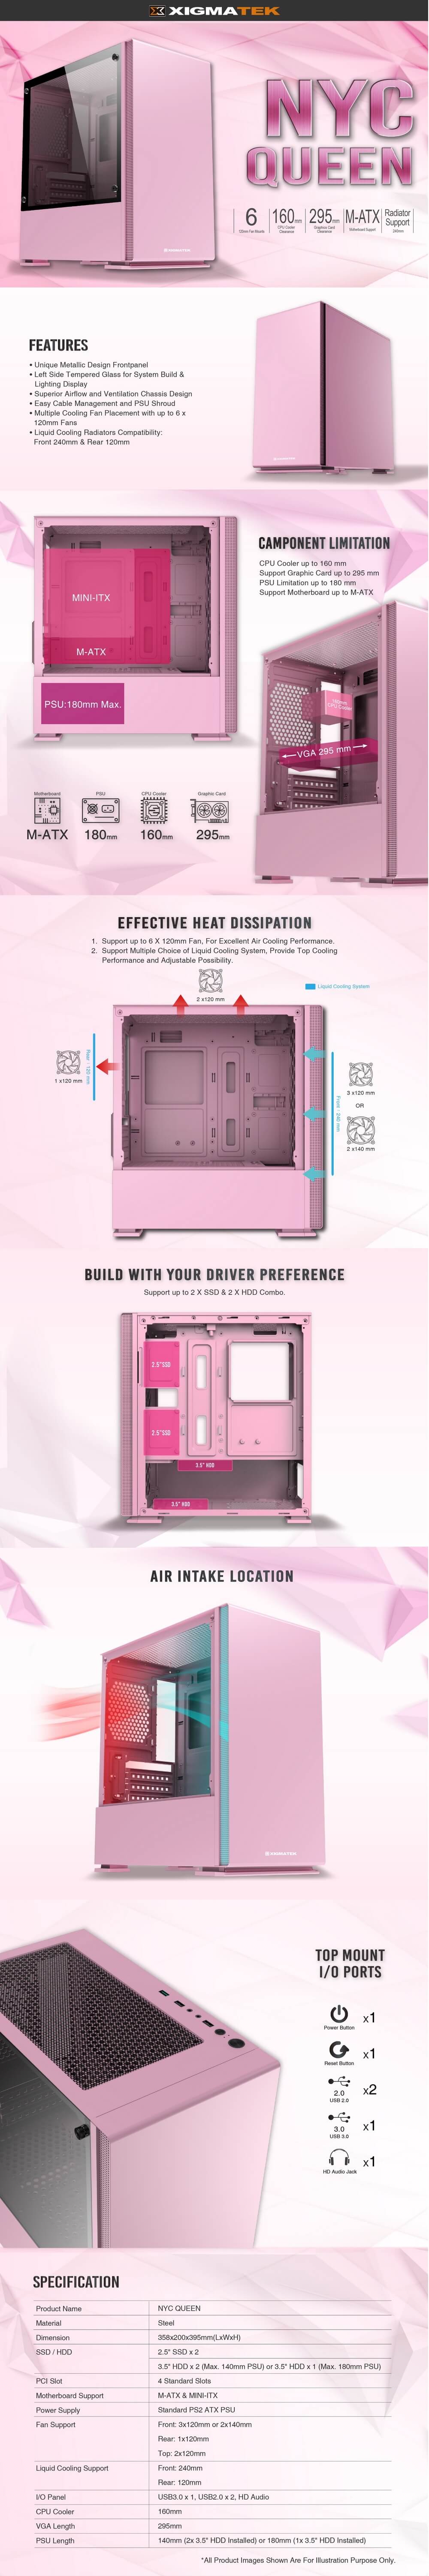 XIGMATEK
NYC
QUEEN
6
120mm Fan Mounts
160mm
CPU Cooler
Clearance
295mm
Graphics Card
Clearance
M-ATX
Motherboard Support
Radiator
Support
240mm
XIGMATEK
FEATURES
• Unique Metallic Design Frontpanel
• Left Side Tempered Glass for System Build &
Lighting Display
• Superior Airflow and Ventilation Chassis Design
• Easy Cable Management and PSU Shroud
• Multiple Cooling Fan Placement with up to 6 x
120mm Fans
• Liquid Cooling Radiators Compatibility:
Front 240mm & Rear 120mm
XIGMATEK
CAMPONENT LIMITATION
CPU Cooler up to 160 mm
Support Graphic Card up to 295 mm
PSU Limitation up to 180 mm
Support Motherboard up to M-ATX
MINI-ITX
M-ATX
PSU:180mm Max.
160mm
CPU Cooler
VGA 295 mm
Motherboard
M-ATX
PSU
180mm
CPU Cooler
160mm
Graphic Card
295mm
EFFECTIVE HEAT DISSIPATION
1. Support up to 6 X 120mm Fan, For Excellent Air Cooling Performance.
2. Support Multiple Choice of Liquid Cooling System, Provide Top Cooling
Performance and Adjustable Possibility.
2 x120 mm
Liquid Cooling System
1 x120 mm
Rear : 120 mm
Front : 240 mm
3 x120 mm
OR
2 x140 mm
BUILD WITH YOUR DRIVER PREFERENCE
Support up to 2 X SSD & 2 X HDD Combo.
2.5"SSD
2.5"SSD
3.5" HDD
3.5" HDD
AIR INTAKE LOCATION
XIGMATEK
TOP MOUNT
I/O PORTS
Power Button
x1
Reset Button
x1
2.0
USB 2.0
x2
3.0
USB 3.0
x1
HD Audio Jack
x1
SPECIFICATION
Product Name NYC QUEEN
Material Steel
Dimension 358x200x395mm(LxWxH)
SSD / HDD 2.5" SSD x 2
3.5" HDD x 2 (Max. 140mm PSU) or 3.5" HDD x 1 (Max. 180mm PSU)
PCI Slot 4 Standard Slots
Motherboard Support M-ATX & MINI-ITX
Power Supply Standard PS2 ATX PSU
Fan Support Front: 3x120mm or 2x140mm
Rear: 1x120mm
Top: 2x120mm
Liquid Cooling Support Front: 240mm
Rear: 120mm
I/O Panel USB3.0 x 1, USB2.0 x 2, HD Audio
CPU Cooler 160mm
VGA Length 295mm
PSU Length 140mm (2x 3.5" HDD Installed) or 180mm (1x 3.5" HDD Installed)
*All Product Images Shown Are For Illustration Purpose Only.